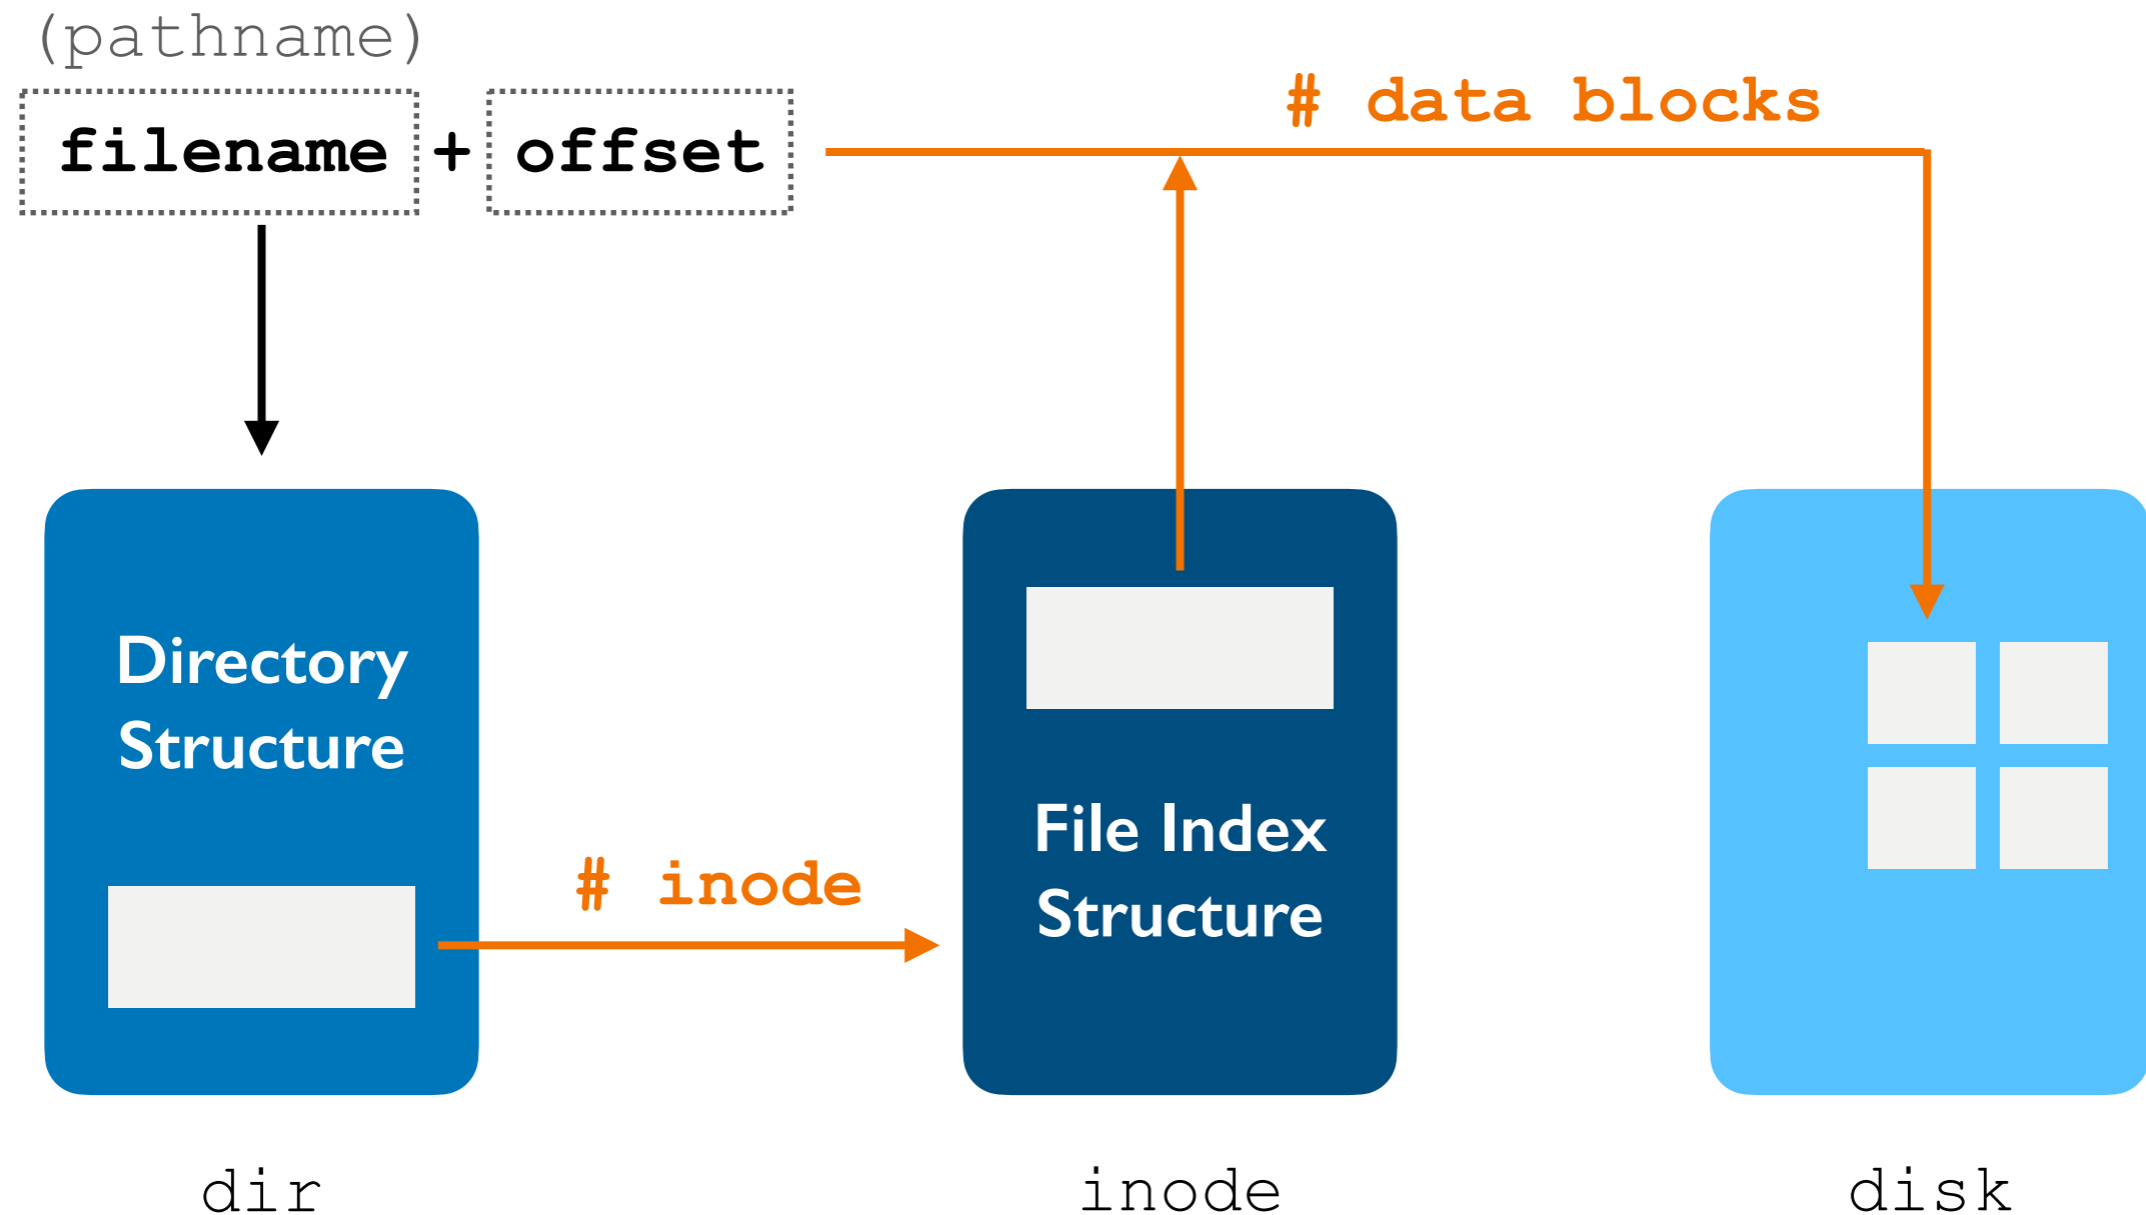 (pathname)
filename + offset
# data blocks
Directory
Structure
# inode
File Index
Structure
dir
inode
disk